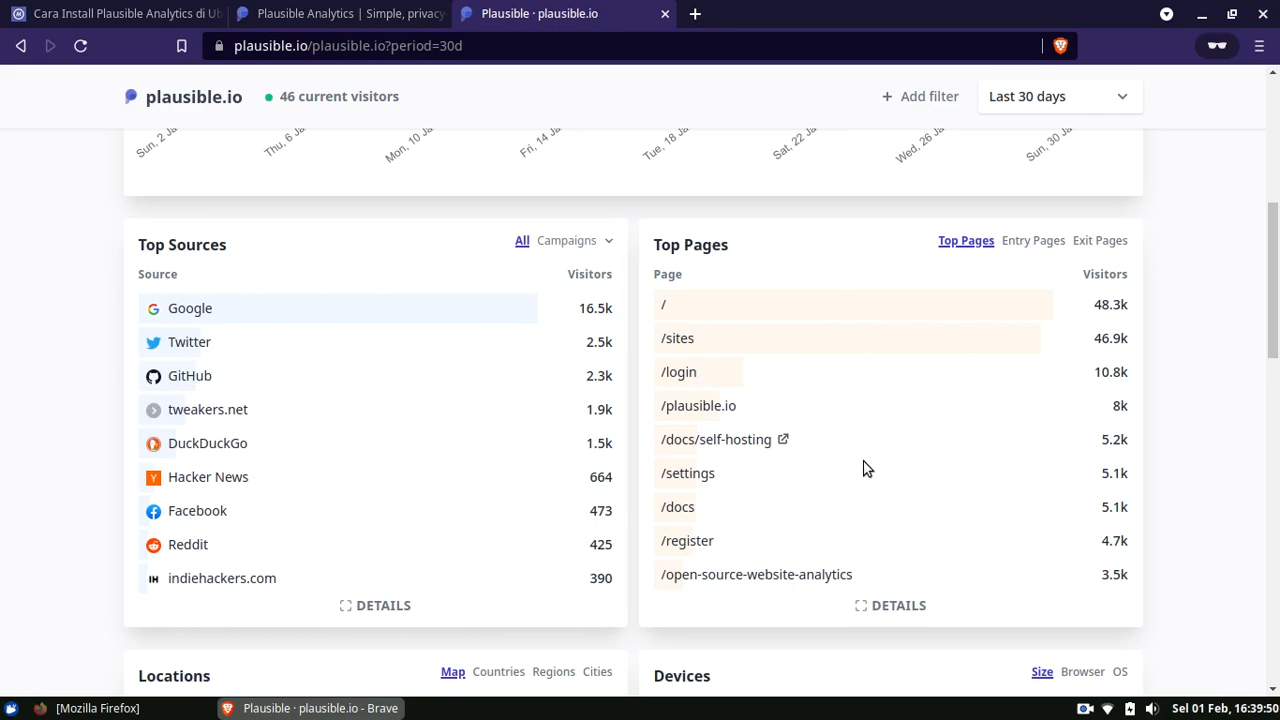 Cara Install Plausible Analytics di Ub
Plausible Analytics | Simple, privacy
Plausible · plausible.io
plausible.io/plausible.io?period=30d
plausible.io
46 current visitors
+ Add filter
Last 30 days
Sun, 2 Ja
Thu, 6 Ja
Mon, 10 Ja
Fri, 14 Ja
Tue, 18 Ja
Sat, 22 Ja
Wed, 26 Ja
Sun, 30 Ja
Top Sources
All Campaigns
Source Visitors
Google 16.5k
Twitter 2.5k
GitHub 2.3k
tweakers.net 1.9k
DuckDuckGo 1.5k
Hacker News 664
Facebook 473
Reddit 425
indiehackers.com 390
DETAILS
Top Pages
Top Pages Entry Pages Exit Pages
Page Visitors
/ 48.3k
/sites 46.9k
/login 10.8k
/plausible.io 8k
/docs/self-hosting 5.2k
/settings 5.1k
/docs 5.1k
/register 4.7k
/open-source-website-analytics 3.5k
DETAILS
Locations
Map Countries Regions Cities
Devices
Size Browser OS
[Mozilla Firefox]
Plausible · plausible.io - Brave
Sel 01 Feb, 16:39:50